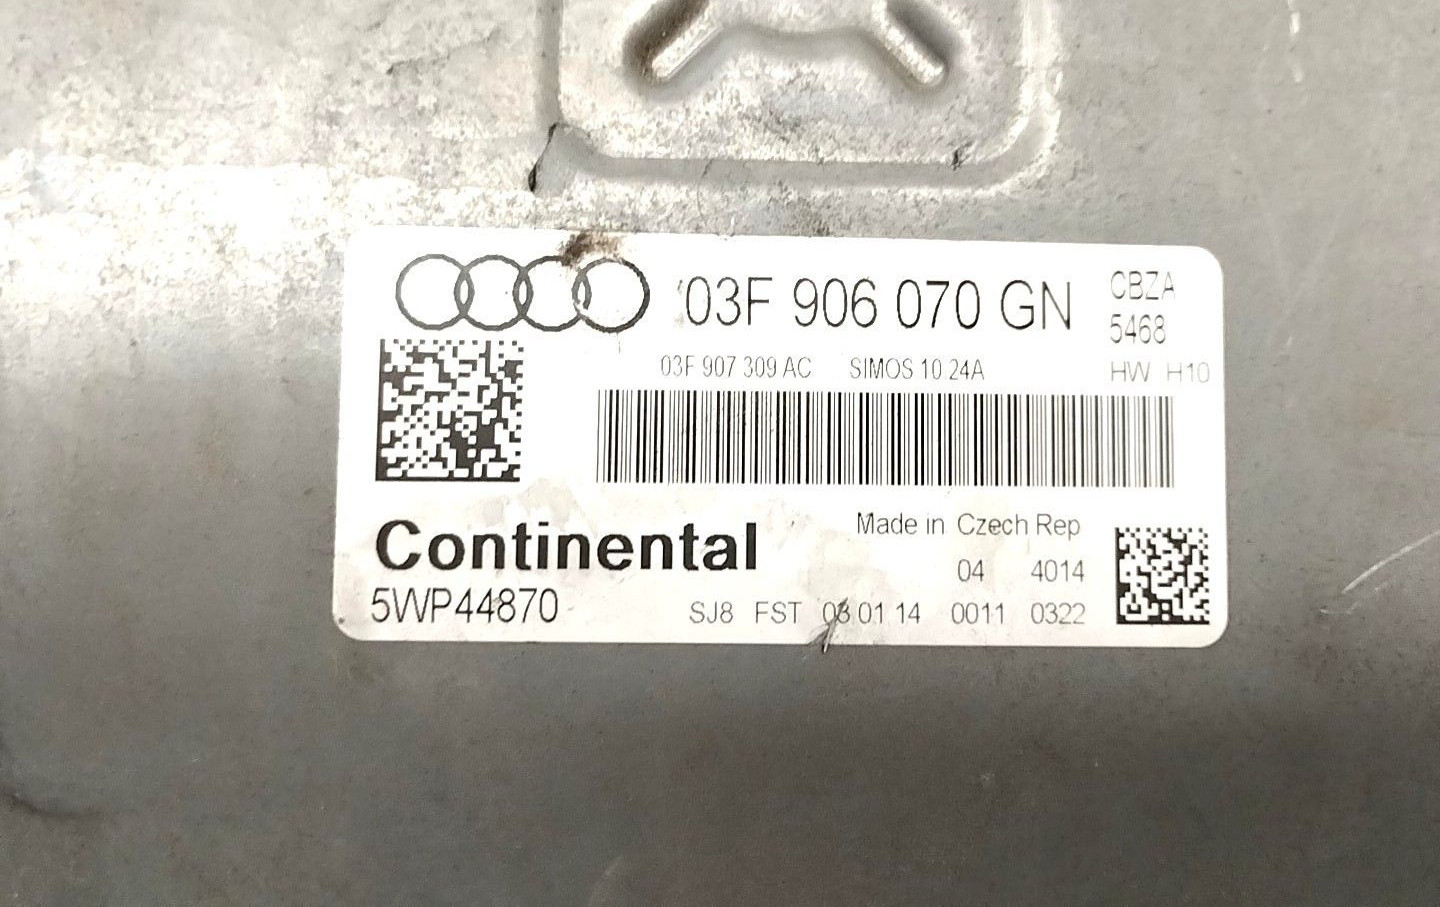 03F 906 070 GN
CBZA
5468
03F 907 309 AC SIMOS 10 24A HW H10
Continental
Made in Czech Rep
04 4014
5WP44870
SJ8 FST 03 01 14 0011 0322